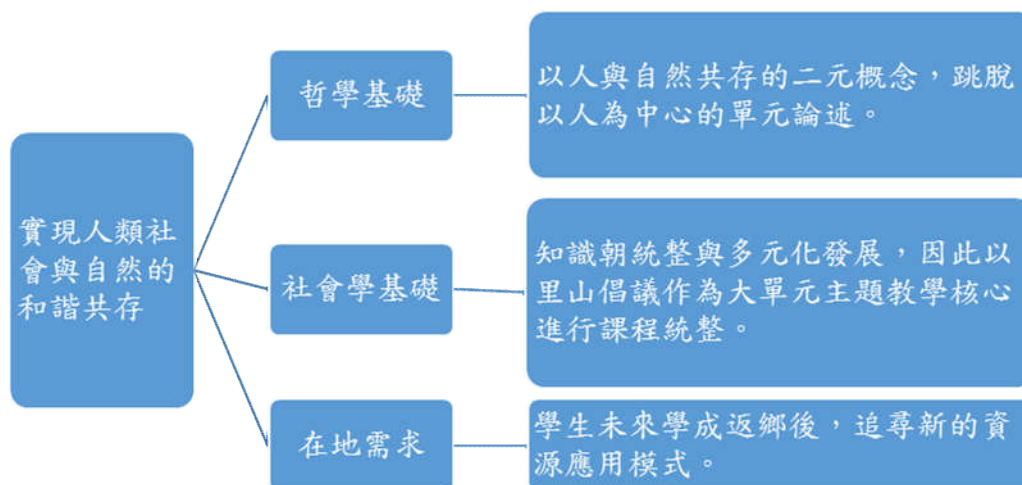 實現人類社
會與自然的
和諧共存
哲學基礎
以人與自然共存的二元概念，跳脫
以人為中心的單元論述。
社會學基礎
知識朝統整與多元化發展，因此以
里山倡議作為大單元主題教學核心
進行課程統整。
在地需求
學生未來學成返鄉後，追尋新的資
源應用模式。